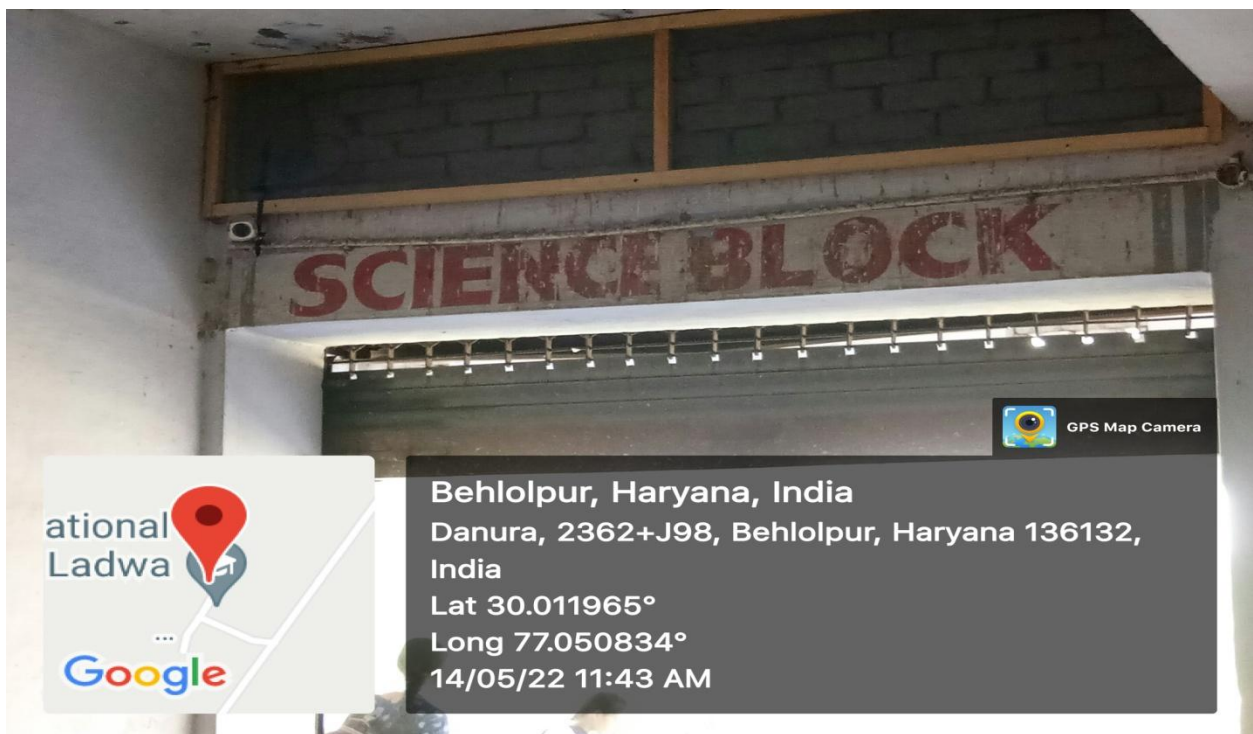 SCIENCE BLOCK
GPS Map Camera
ational
Ladwa
...
Google
Behlolpur, Haryana, India
Danura, 2362+J98, Behlolpur, Haryana 136132,
India
Lat 30.011965°
Long 77.050834°
14/05/22 11:43 AM